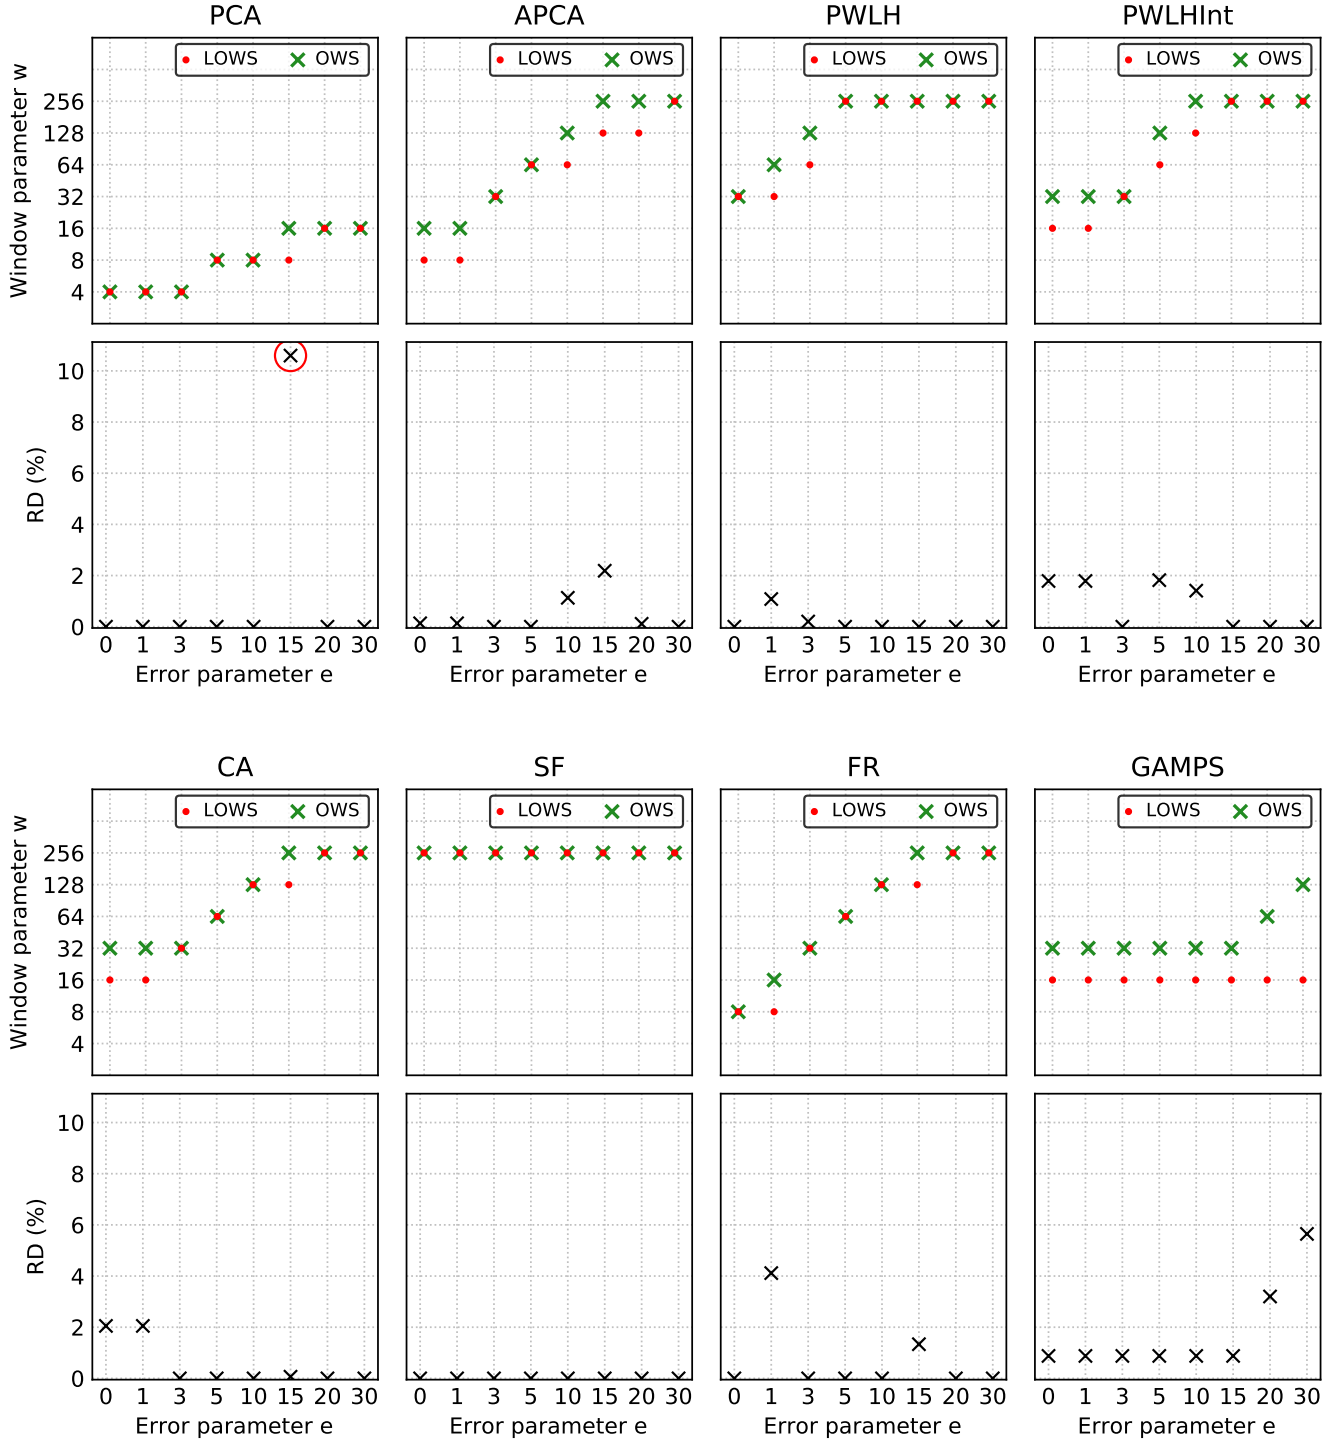 PCA APCA PWLH PWLHInt
LOWS OWS LOWS OWS LOWS OWS LOWS OWS
Window parameter w
256
128
64
32
16
8
4
RD (%)
10
8
6
4
2
0
0 1 3 5 10 15 20 30 0 1 3 5 10 15 20 30 0 1 3 5 10 15 20 30 0 1 3 5 10 15 20 30
Error parameter e Error parameter e Error parameter e Error parameter e
CA SF FR GAMPS
LOWS OWS LOWS OWS LOWS OWS LOWS OWS
Window parameter w
256
128
64
32
16
8
4
RD (%)
10
8
6
4
2
0
0 1 3 5 10 15 20 30 0 1 3 5 10 15 20 30 0 1 3 5 10 15 20 30 0 1 3 5 10 15 20 30
Error parameter e Error parameter e Error parameter e Error parameter e